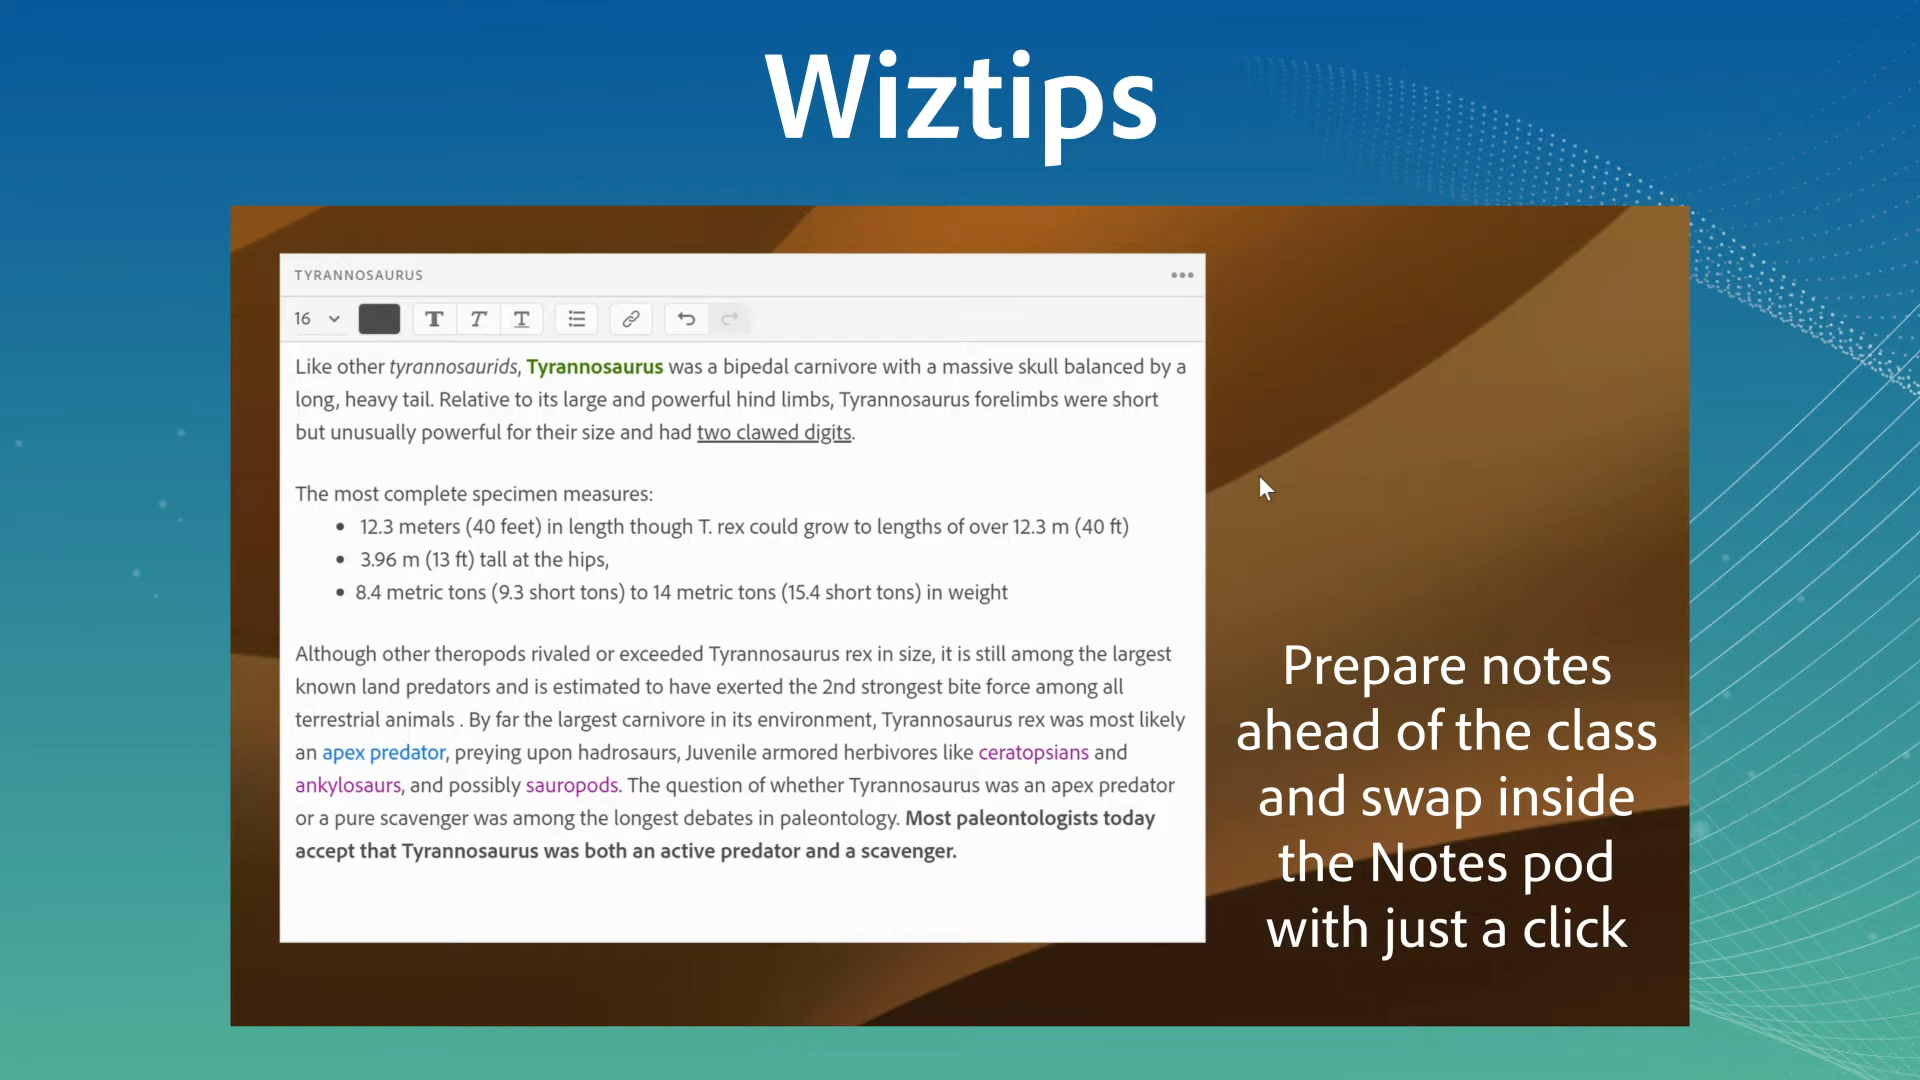 Wiztips
TYRANNOSAURUS
16
Like other tyrannosaurids, Tyrannosaurus was a bipedal carnivore with a massive skull balanced by a
long, heavy tail. Relative to its large and powerful hind limbs, Tyrannosaurus forelimbs were short
but unusually powerful for their size and had two clawed digits.
The most complete specimen measures:
• 12.3 meters (40 feet) in length though T. rex could grow to lengths of over 12.3 m (40 ft)
• 3.96 m (13 ft) tall at the hips,
• 8.4 metric tons (9.3 short tons) to 14 metric tons (15.4 short tons) in weight
Although other theropods rivaled or exceeded Tyrannosaurus rex in size, it is still among the largest
known land predators and is estimated to have exerted the 2nd strongest bite force among all
terrestrial animals . By far the largest carnivore in its environment, Tyrannosaurus rex was most likely
an apex predator, preying upon hadrosaurs, Juvenile armored herbivores like ceratopsians and
ankylosaurs, and possibly sauropods. The question of whether Tyrannosaurus was an apex predator
or a pure scavenger was among the longest debates in paleontology. Most paleontologists today
accept that Tyrannosaurus was both an active predator and a scavenger.
Prepare notes
ahead of the class
and swap inside
the Notes pod
with just a click